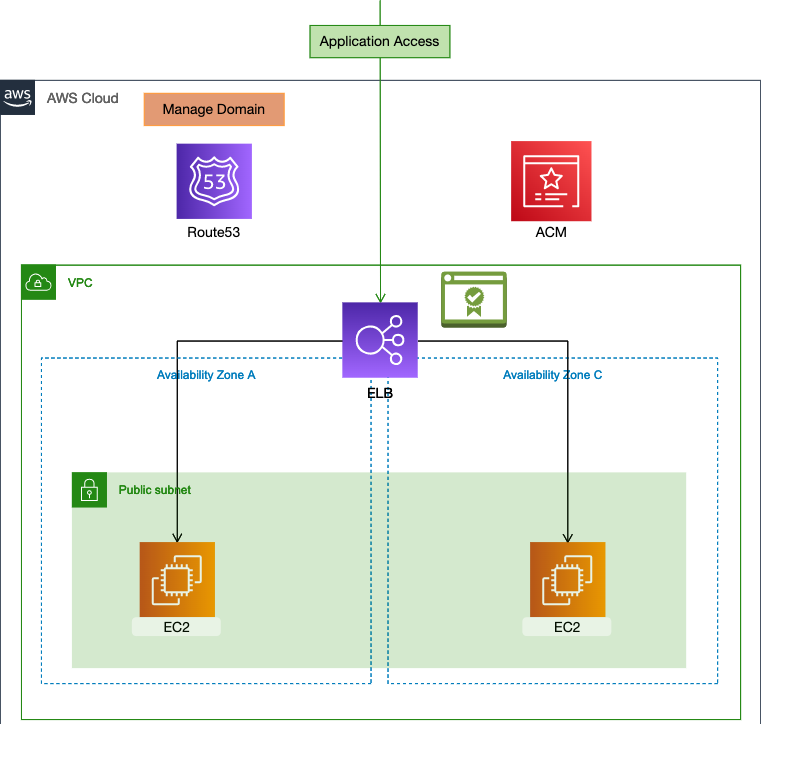 Application Access
aws
AWS Cloud
Manage Domain
53
Route53
ACM
VPC
Availability Zone A
Availability Zone C
ELB
Public subnet
EC2
EC2